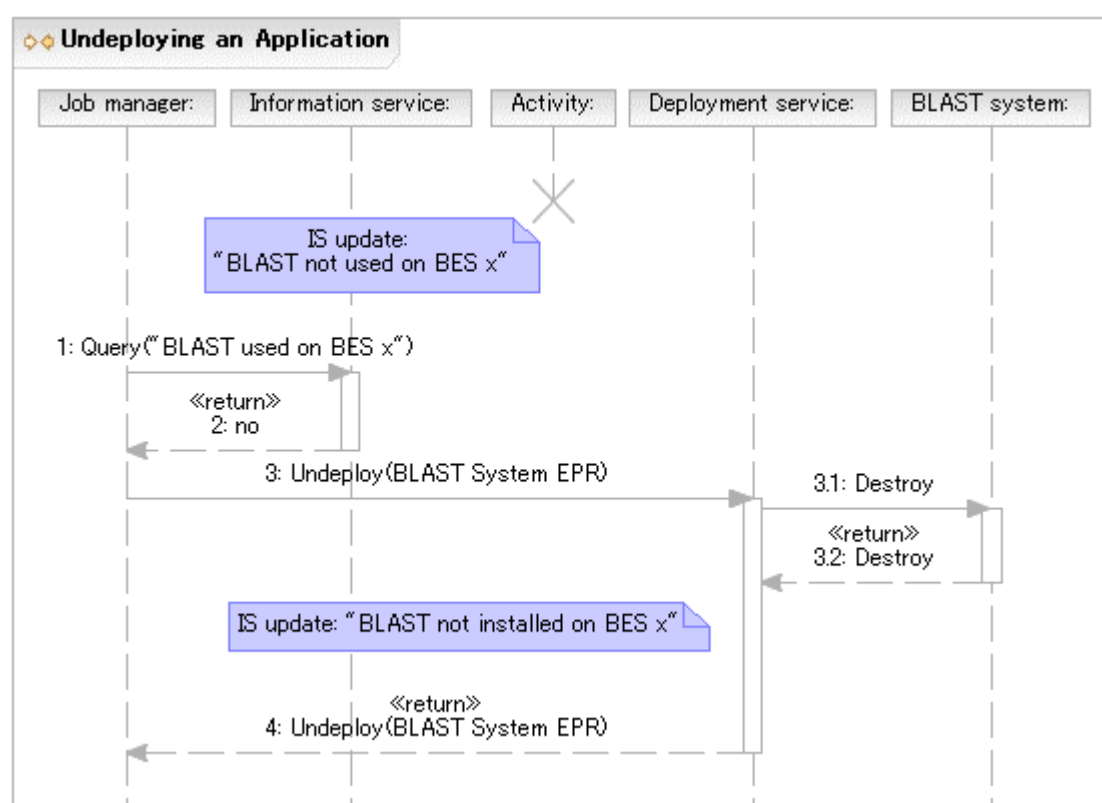 Undeploying an Application
Job manager:
Information service:
Activity:
Deployment service:
BLAST system:
IS update:
"BLAST not used on BES x"
1: Query("BLAST used on BES x")
≪return≫
2: no
3: Undeploy(BLAST System EPR)
3.1: Destroy
≪return≫
3.2: Destroy
IS update: "BLAST not installed on BES x"
≪return≫
4: Undeploy(BLAST System EPR)